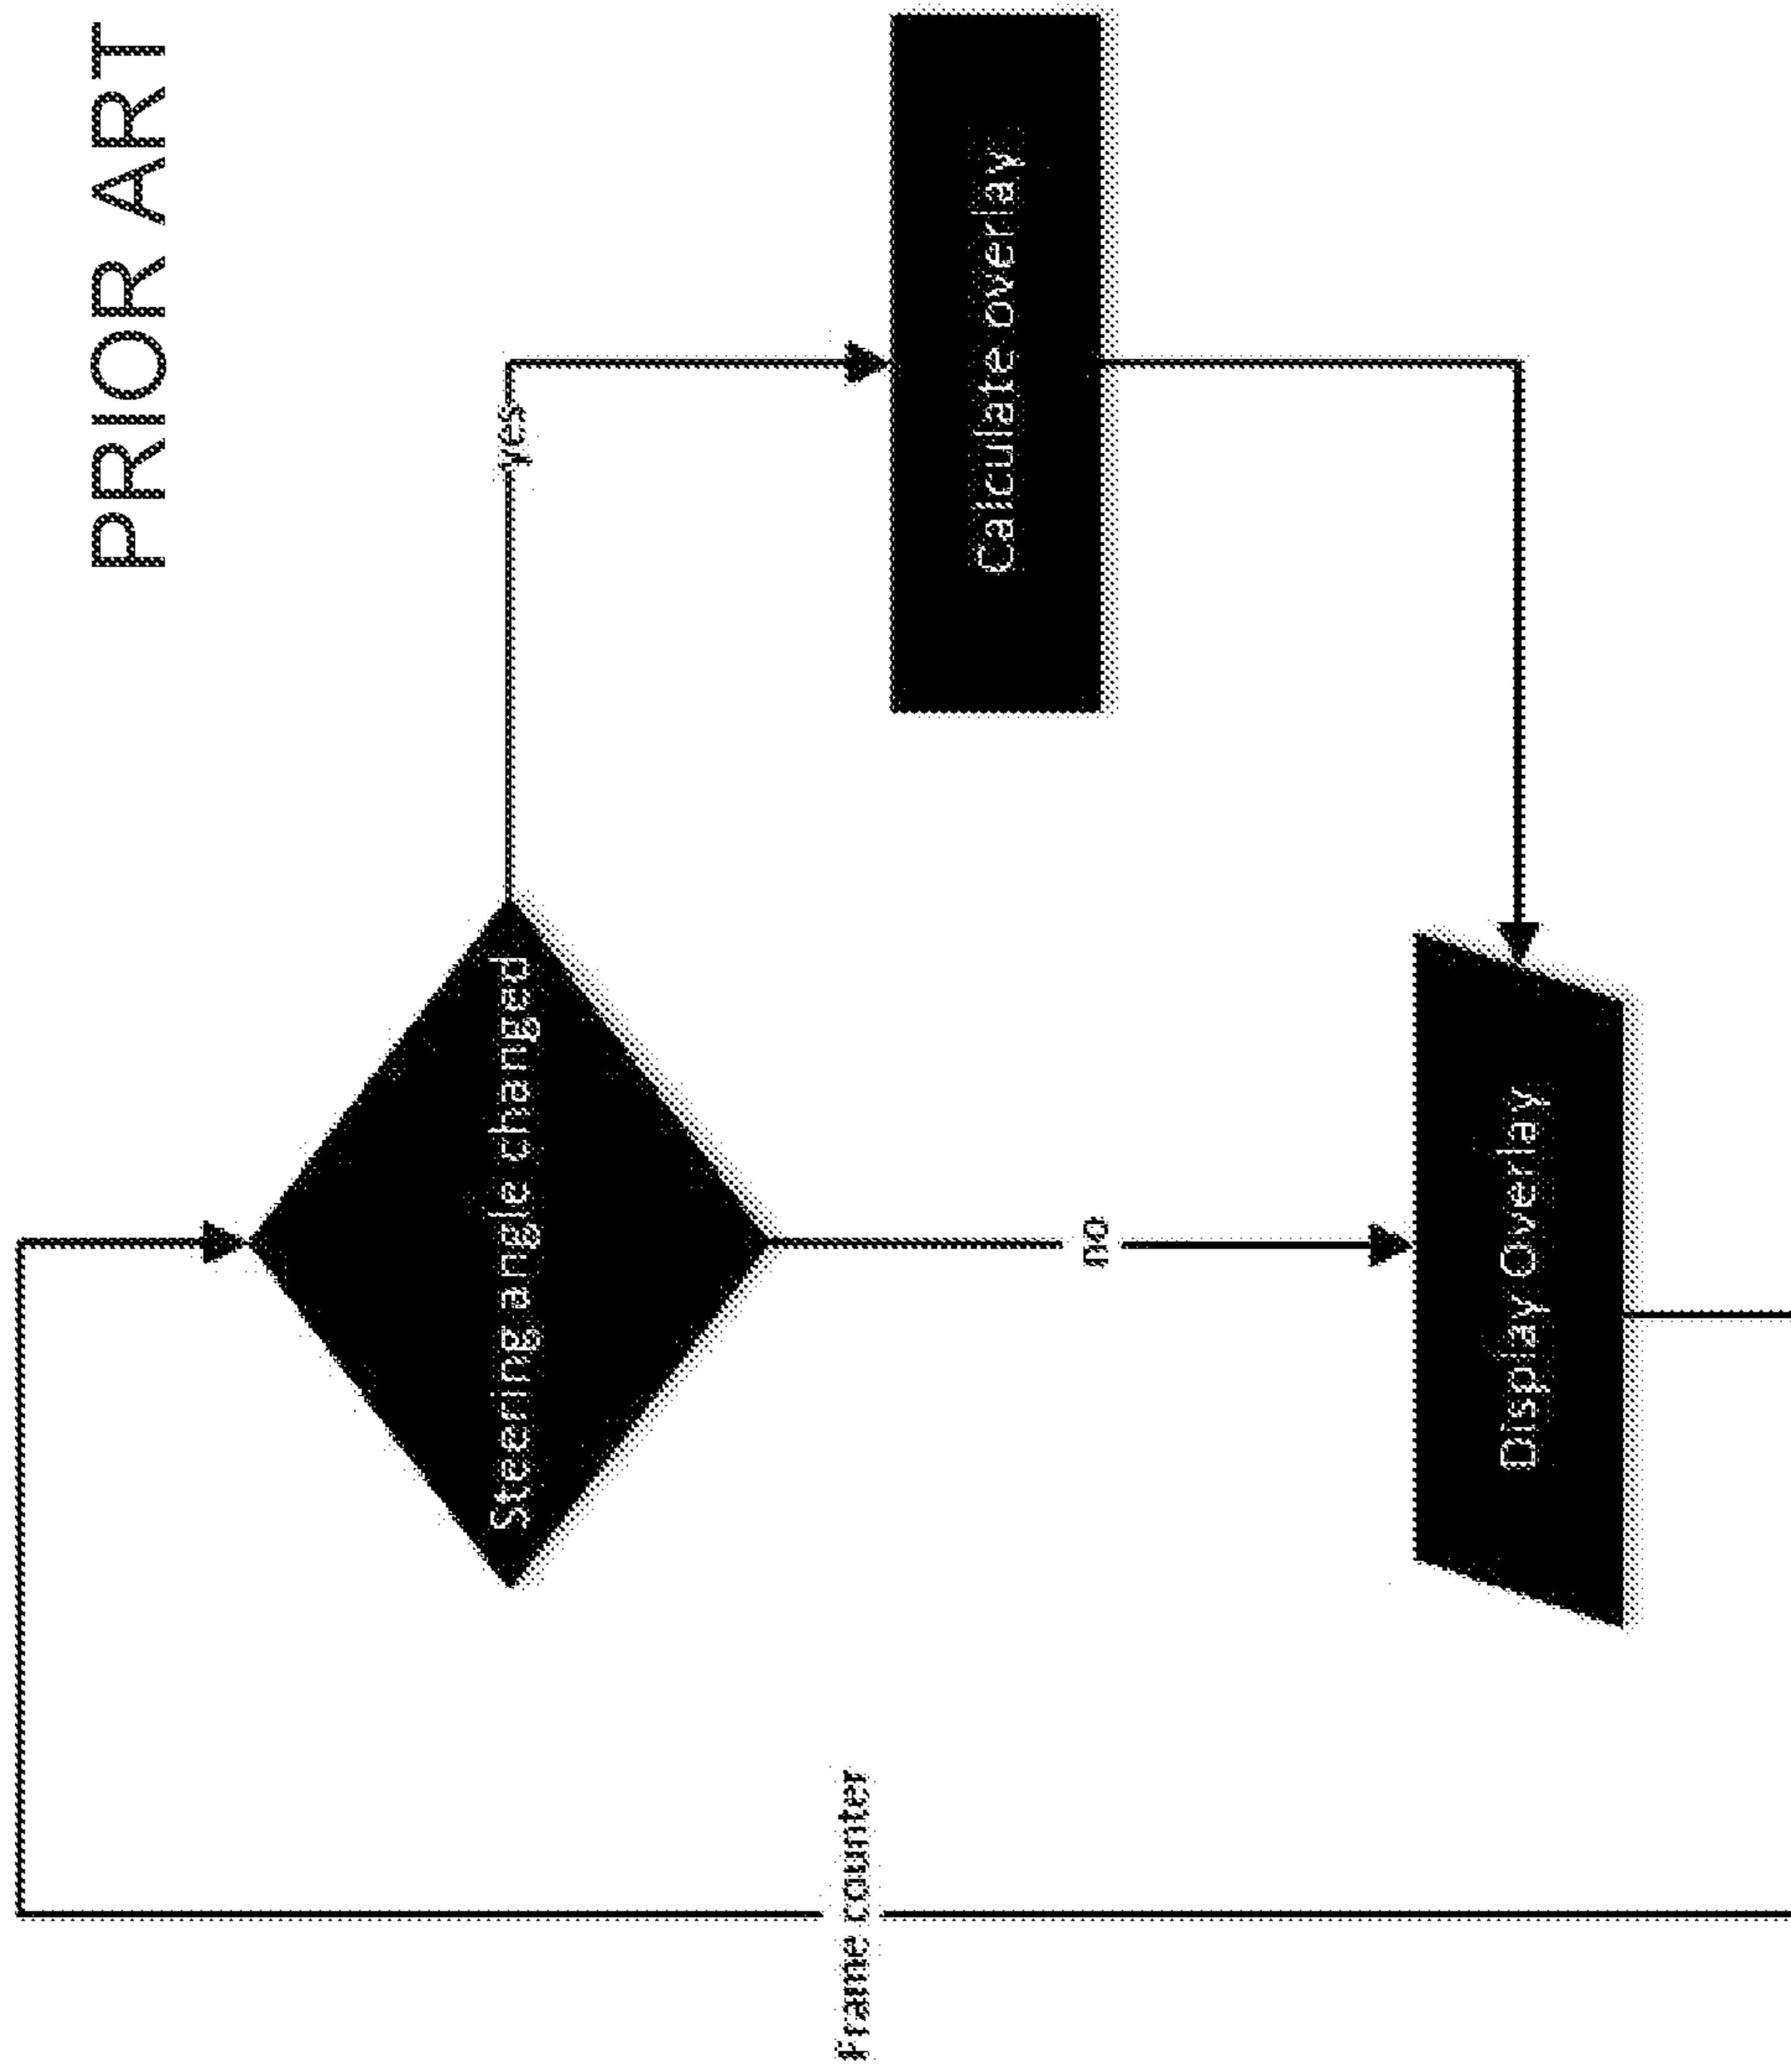 PRIOR ART
Steering angle changed
yes
Calculate overlay
no
Display Overlay
Frame counter